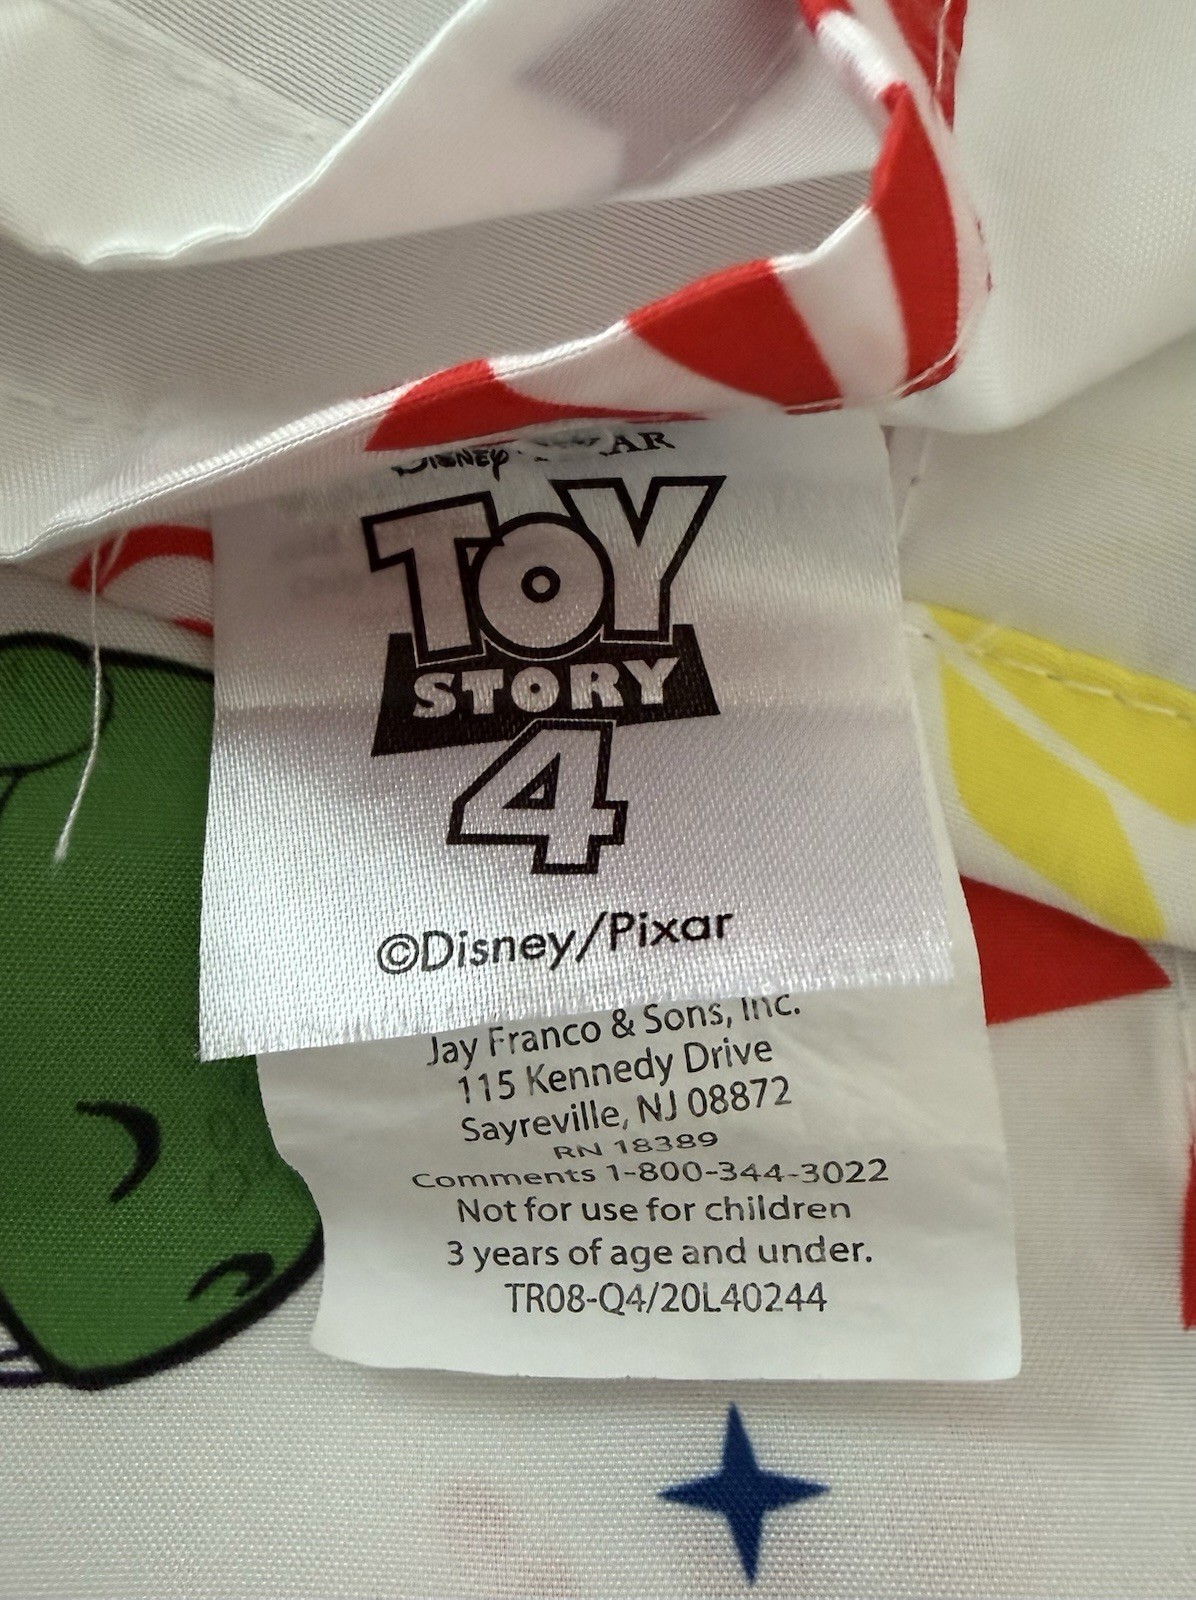 Disney·PIXAR
TOY
STORY
4
©Disney/Pixar
Jay Franco & Sons, Inc.
115 Kennedy Drive
Sayreville, NJ 08872
RN 18389
Comments 1-800-344-3022
Not for use for children
3 years of age and under.
TR08-Q4/20L40244